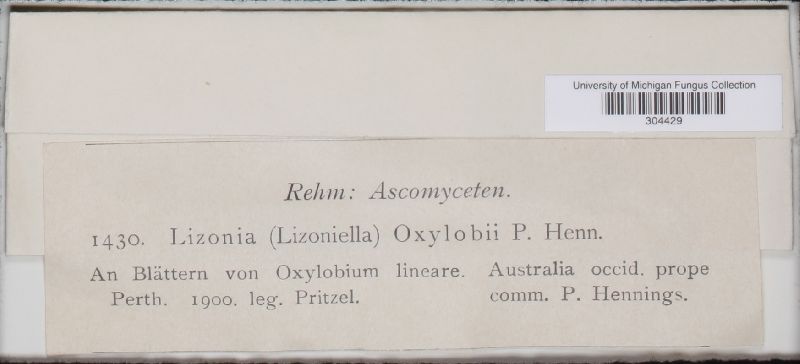 University of Michigan Fungus Collection
304429
Rehm: Ascomyceten.
1430. Lizonia (Lizoniella) Oxylobii P. Henn.
An Blättern von Oxylobium lineare. Australia occid. prope
Perth. 1900. leg. Pritzel. comm. P. Hennings.